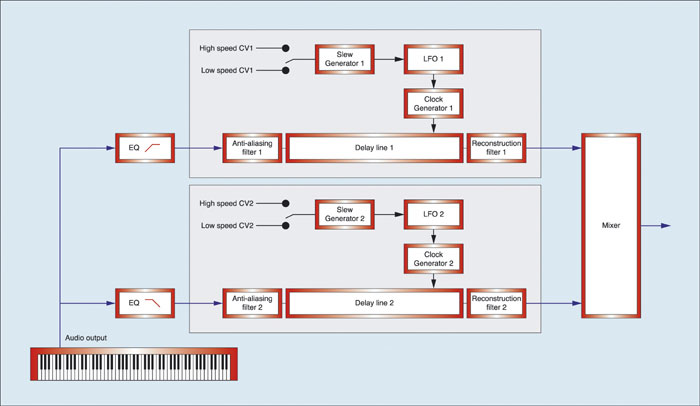 High speed CV1
Low speed CV1
Slew
Generator 1
LFO 1
Clock
Generator 1
EQ
Anti-aliasing
filter 1
Delay line 1
Reconstruction
filter 1
High speed CV2
Low speed CV2
Slew
Generator 2
LFO 2
Clock
Generator 2
Mixer
EQ
Anti-aliasing
filter 2
Delay line 2
Reconstruction
filter 2
Audio output